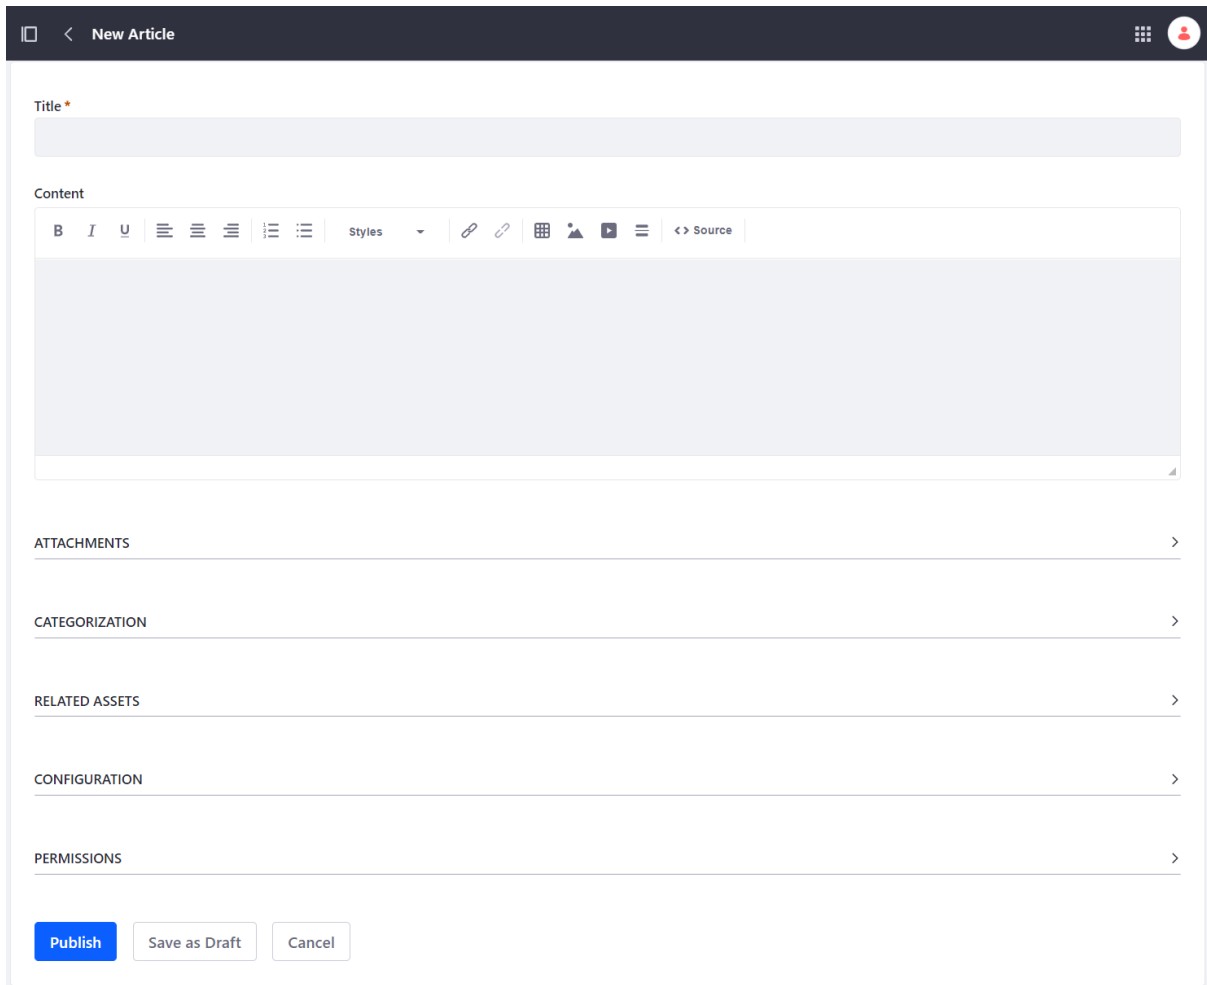 New Article
Title *
Content
B I U Styles <> Source
ATTACHMENTS
CATEGORIZATION
RELATED ASSETS
CONFIGURATION
PERMISSIONS
Publish Save as Draft Cancel